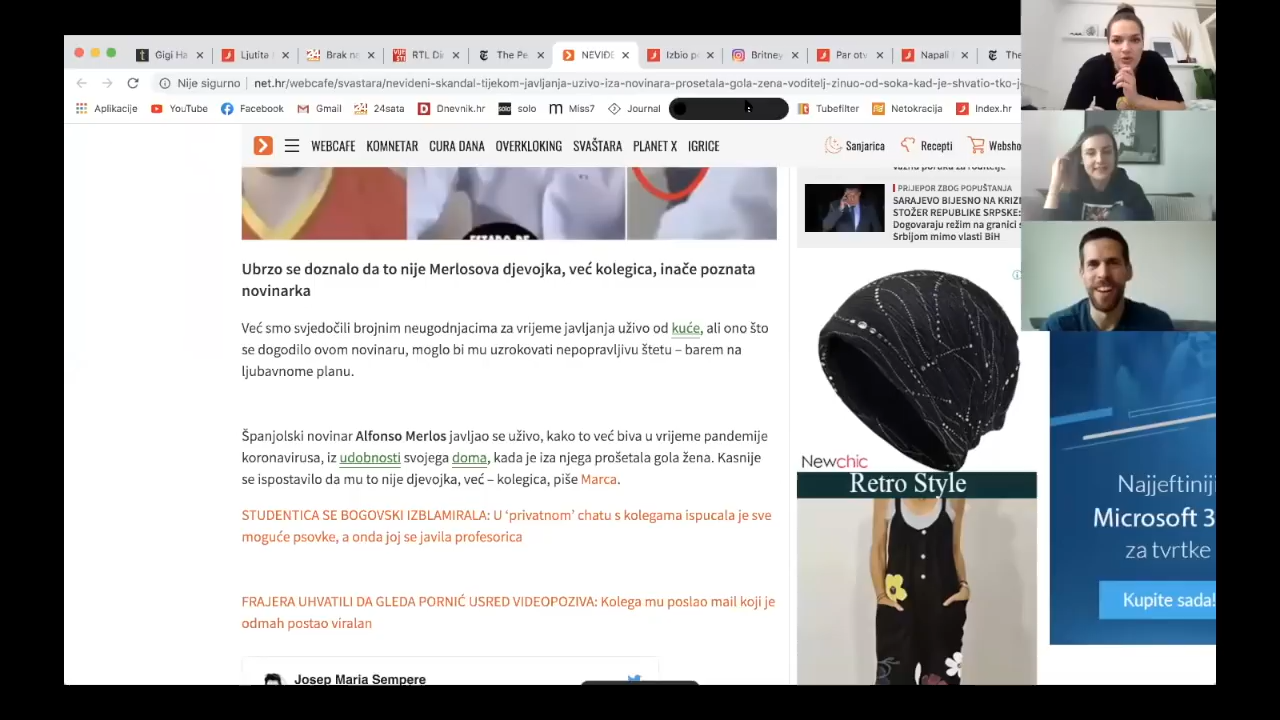 Gigi Ha
Ljutita i
Brak na
RTL
The Pe
NEVIĐE
Izbio p
Britney
Par otv
Napali
The
Nije sigurno
net.hr/webcafe/svastara/neviden-skandal-tijekom-javljanja-uzivo-iza-novinara-prosetala-gola-zena-voditelj-zinuo-od-soka-kad-je-shvatio-tko-j
Aplikacije
YouTube
Facebook
Gmail
24sata
Dnevnik.hr
solo
Miss7
Journal
Tubefilter
Netokracija
Index.hr
WEBCAFE KOMNETAR CURA DANA OVERKLOKING SVAŠTARA PLANET X IGRICE
Sanjarica
Recepti
Websho
PRIJEPOR ZBOG POPUŠTANJA
SARAJEVO BIJESNO NA KRIZN
STOŽER REPUBLIKE SRPSKE:
Dogovaraju režim na granici s
Srbijom mimo vlasti BiH
Ubrzo se doznalo da to nije Merlosova djevojka, već kolegica, inače poznata
novinarka
Već smo svjedočili brojnim neugodnjacima za vrijeme javljanja uživo od kuće, ali ono što
se dogodilo ovom novinaru, moglo bi mu uzrokovati nepopravljivu štetu – barem na
ljubavnome planu.
Španjolski novinar Alfonso Merlos javljao se uživo, kako to već biva u vrijeme pandemije
koronavirusa, iz udobnosti svojega doma, kada je iza njega prošetala gola žena. Kasnije
se ispostavilo da mu to nije djevojka, već – kolegica, piše Marca.
STUDENTICA SE BOGOVSKI IZBLAMIRALA: U ‘privatnom’ chatu s kolegama ispucala je sve
moguće psovke, a onda joj se javila profesorica
FRAJERA UHVATILI DA GLEDA PORNIĆ USRED VIDEOPOZIVA: Kolega mu poslao mail koji je
odmah postao viralan
Josep Maria Sempere
Newchic
Retro Style
Najjeftiniji
Microsoft 3
za tvrtke
Kupite sada!